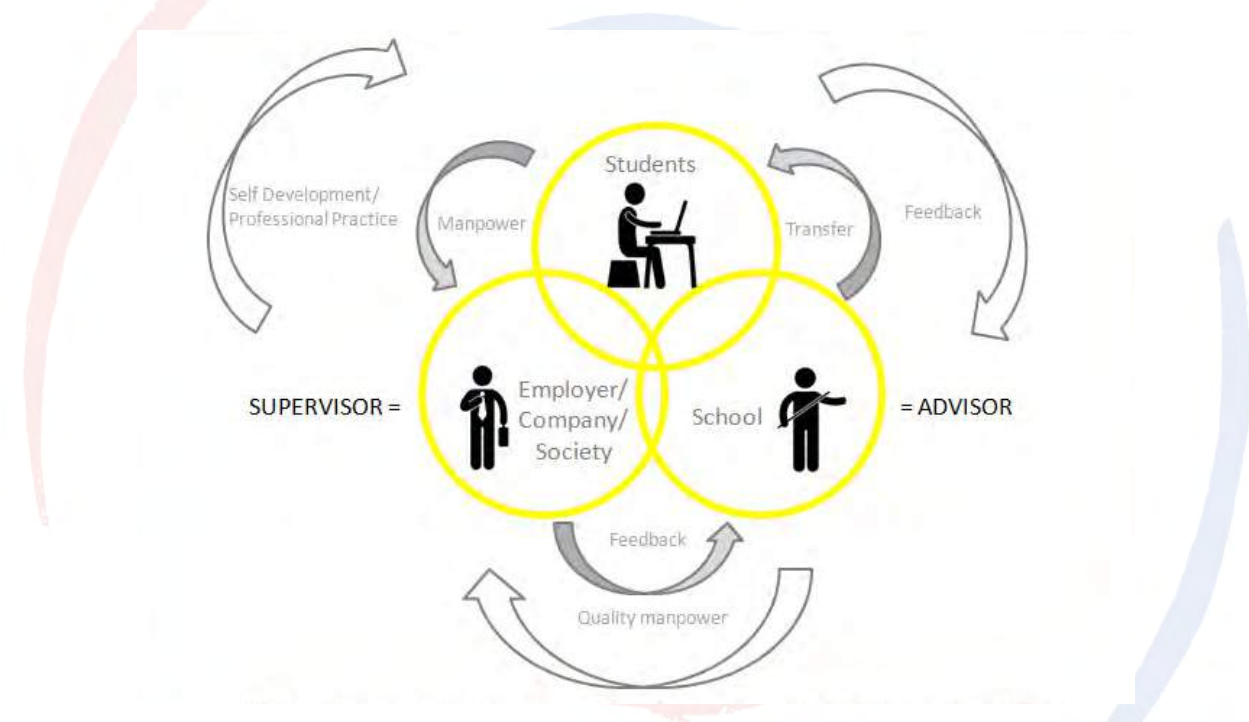 Students
Self Development/
Professional Practice
Manpower
Transfer
Feedback
SUPERVISOR =
Employer/
Company/
Society
School
= ADVISOR
Feedback
Quality manpower